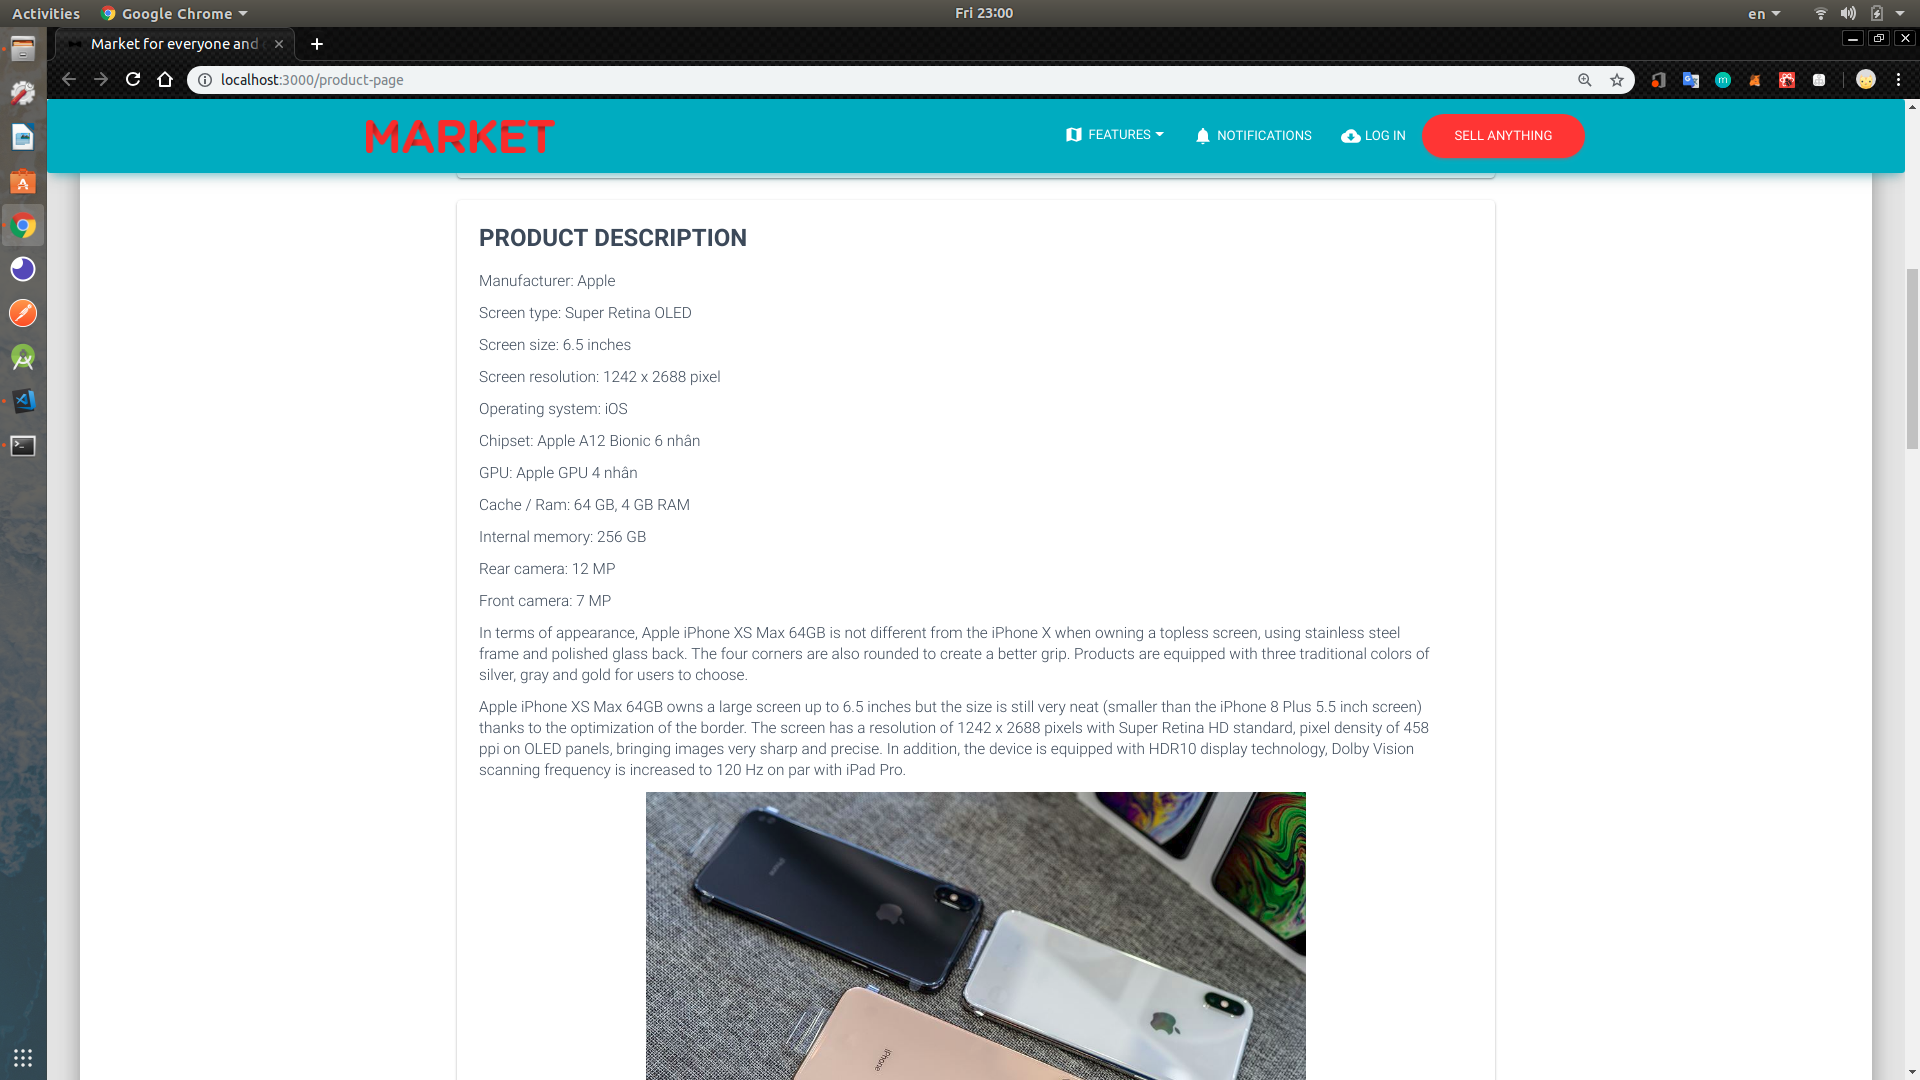 Activities
Google Chrome
Fri 23:00
en
Market for everyone and
localhost:3000/product-page
MARKET
FEATURES
NOTIFICATIONS
LOG IN
SELL ANYTHING
PRODUCT DESCRIPTION
Manufacturer: Apple
Screen type: Super Retina OLED
Screen size: 6.5 inches
Screen resolution: 1242 x 2688 pixel
Operating system: iOS
Chipset: Apple A12 Bionic 6 nhân
GPU: Apple GPU 4 nhân
Cache / Ram: 64 GB, 4 GB RAM
Internal memory: 256 GB
Rear camera: 12 MP
Front camera: 7 MP
In terms of appearance, Apple iPhone XS Max 64GB is not different from the iPhone X when owning a topless screen, using stainless steel
frame and polished glass back. The four corners are also rounded to create a better grip. Products are equipped with three traditional colors of
silver, gray and gold for users to choose.
Apple iPhone XS Max 64GB owns a large screen up to 6.5 inches but the size is still very neat (smaller than the iPhone 8 Plus 5.5 inch screen)
thanks to the optimization of the border. The screen has a resolution of 1242 x 2688 pixels with Super Retina HD standard, pixel density of 458
ppi on OLED panels, bringing images very sharp and precise. In addition, the device is equipped with HDR10 display technology, Dolby Vision
scanning frequency is increased to 120 Hz on par with iPad Pro.
iPhone